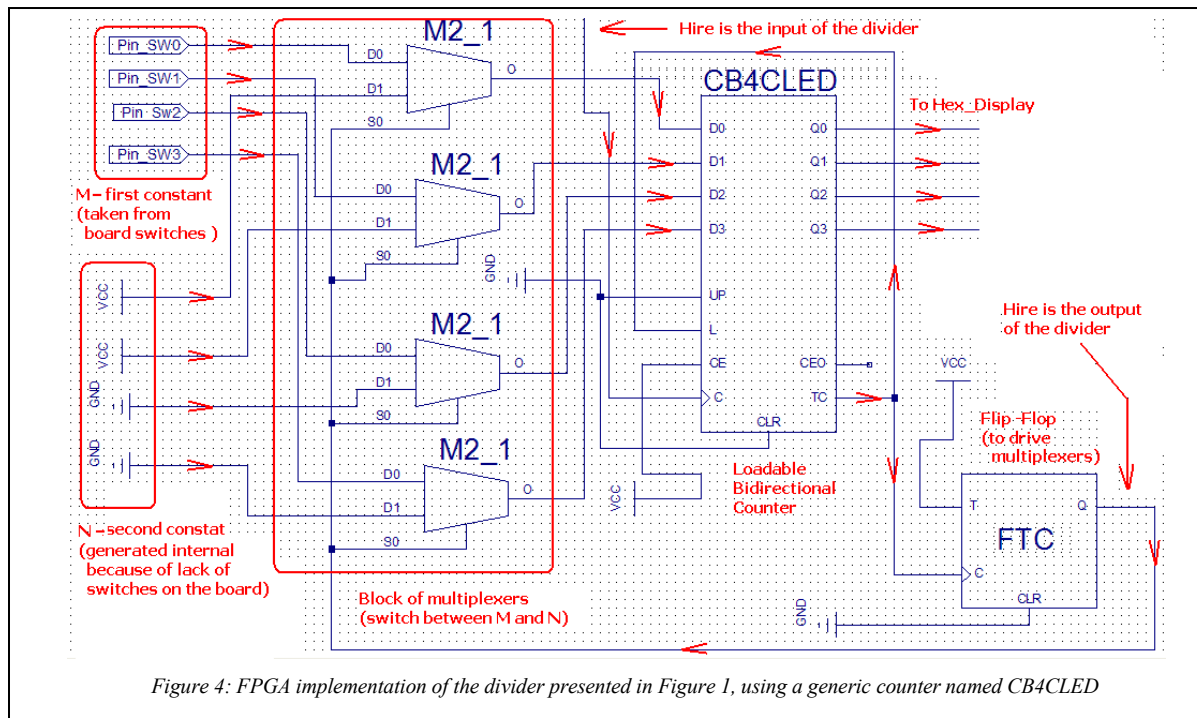 Pin_SW0
Pin_SW1
Pin_Sw2
Pin_SW3
M - first constant
(taken from
board switches )
VCC
VCC
GND
GND
N - second constat
(generated internal
because of lack of
switches on the board)
M2_1
D0
D1
S0
O
M2_1
D0
D1
S0
O
M2_1
D0
D1
S0
O
M2_1
D0
D1
S0
O
Block of multiplexers
(switch between M and N)
Hire is the input of the divider
CB4CLED
D0
D1
D2
D3
UP
L
CE
C
CLR
Q0
Q1
Q2
Q3
CEO
TC
GND
VCC
To Hex_Display
Loadable
Bidirectional
Counter
Hire is the output
of the divider
VCC
Flip -Flop
(to drive
multiplexers)
T
Q
FTC
C
CLR
GND
Figure 4: FPGA implementation of the divider presented in Figure 1, using a generic counter named CB4CLED